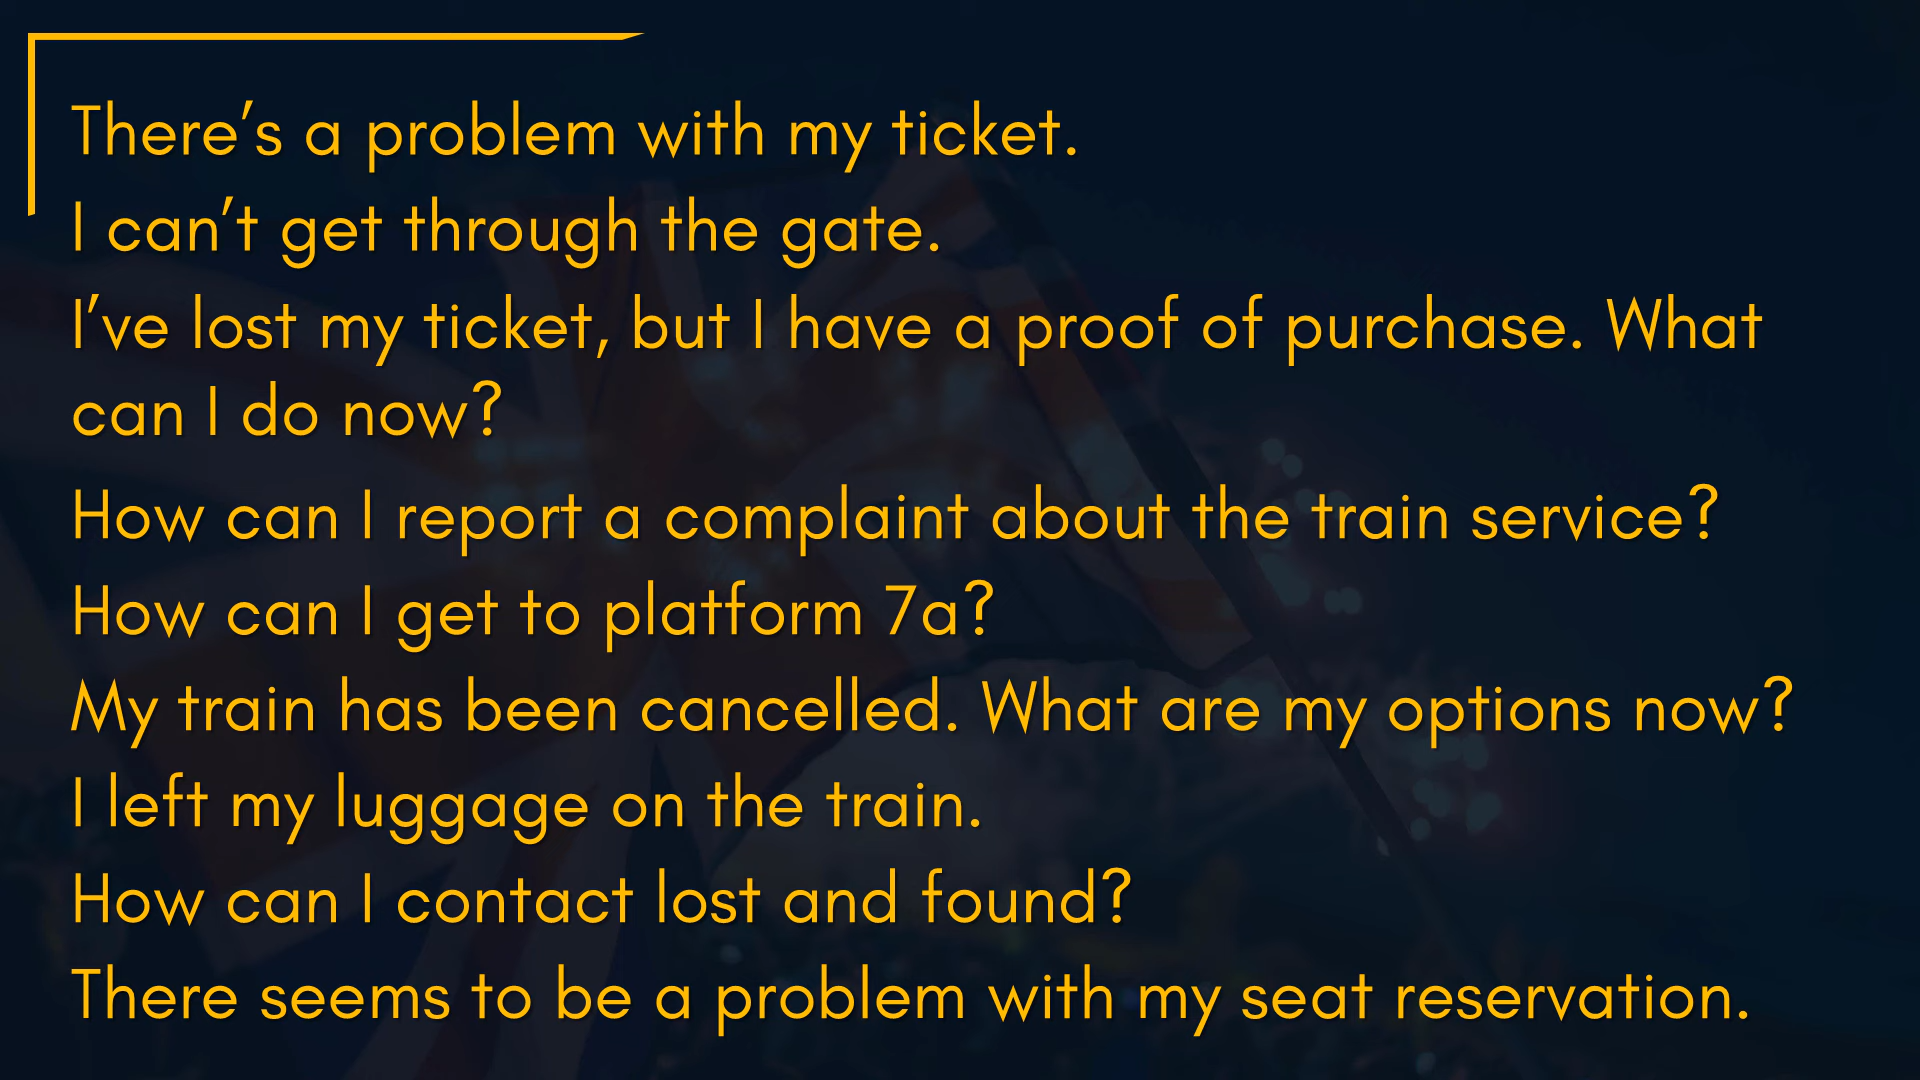 There’s a problem with my ticket.
I can’t get through the gate.
I’ve lost my ticket, but I have a proof of purchase. What
can I do now?
How can I report a complaint about the train service?
How can I get to platform 7a?
My train has been cancelled. What are my options now?
I left my luggage on the train.
How can I contact lost and found?
There seems to be a problem with my seat reservation.